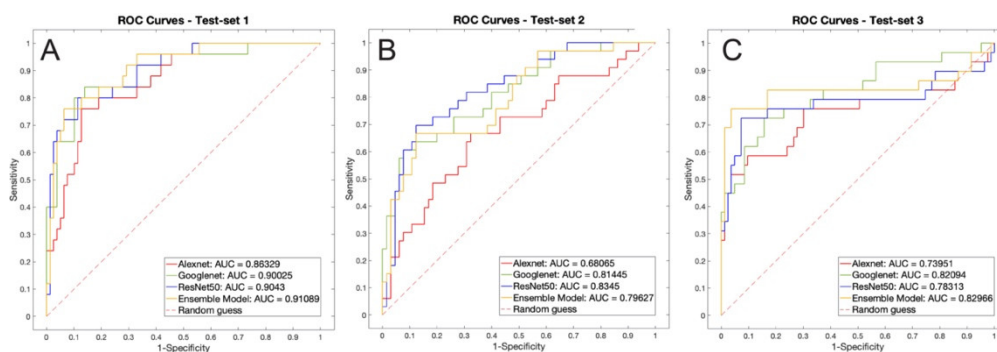 ROC Curves - Test-set 1
A
1
0.9
0.8
0.7
0.6
0.5
0.4
0.3
0.2
0.1
0
Sensitivity
Alexnet: AUC = 0.86329
Googlenet: AUC = 0.90025
ResNet50: AUC = 0.9043
Ensemble Model: AUC = 0.91089
Random guess
0 0.1 0.2 0.3 0.4 0.5 0.6 0.7 0.8 0.9 1
1-Specificity
ROC Curves - Test-set 2
B
1
0.9
0.8
0.7
0.6
0.5
0.4
0.3
0.2
0.1
0
Sensitivity
Alexnet: AUC = 0.68065
Googlenet: AUC = 0.81445
ResNet50: AUC = 0.8345
Ensemble Model: AUC = 0.79627
Random guess
0 0.1 0.2 0.3 0.4 0.5 0.6 0.7 0.8 0.9 1
1-Specificity
ROC Curves - Test-set 3
C
1
0.9
0.8
0.7
0.6
0.5
0.4
0.3
0.2
0.1
0
Sensitivity
Alexnet: AUC = 0.73951
Googlenet: AUC = 0.82094
ResNet50: AUC = 0.78313
Ensemble Model: AUC = 0.82966
Random guess
0 0.1 0.2 0.3 0.4 0.5 0.6 0.7 0.8 0.9 1
1-Specificity